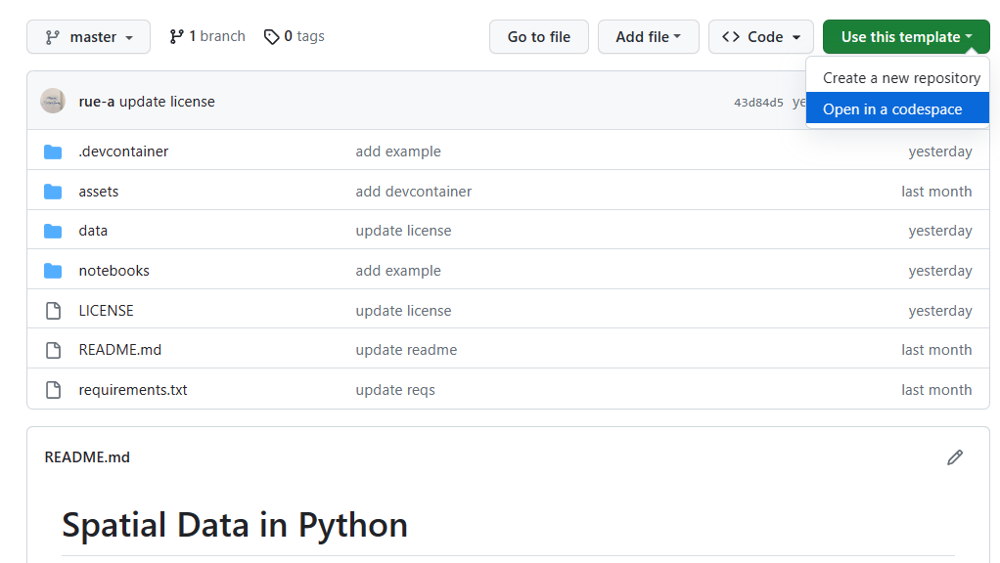 master 1 branch 0 tags Go to file Add file <> Code Use this template
Create a new repository
rue-a update license 43d84d5
Open in a codespace
.devcontainer add example yesterday
assets add devcontainer last month
data update license yesterday
notebooks add example yesterday
LICENSE update license yesterday
README.md update readme last month
requirements.txt update reqs last month
README.md
Spatial Data in Python